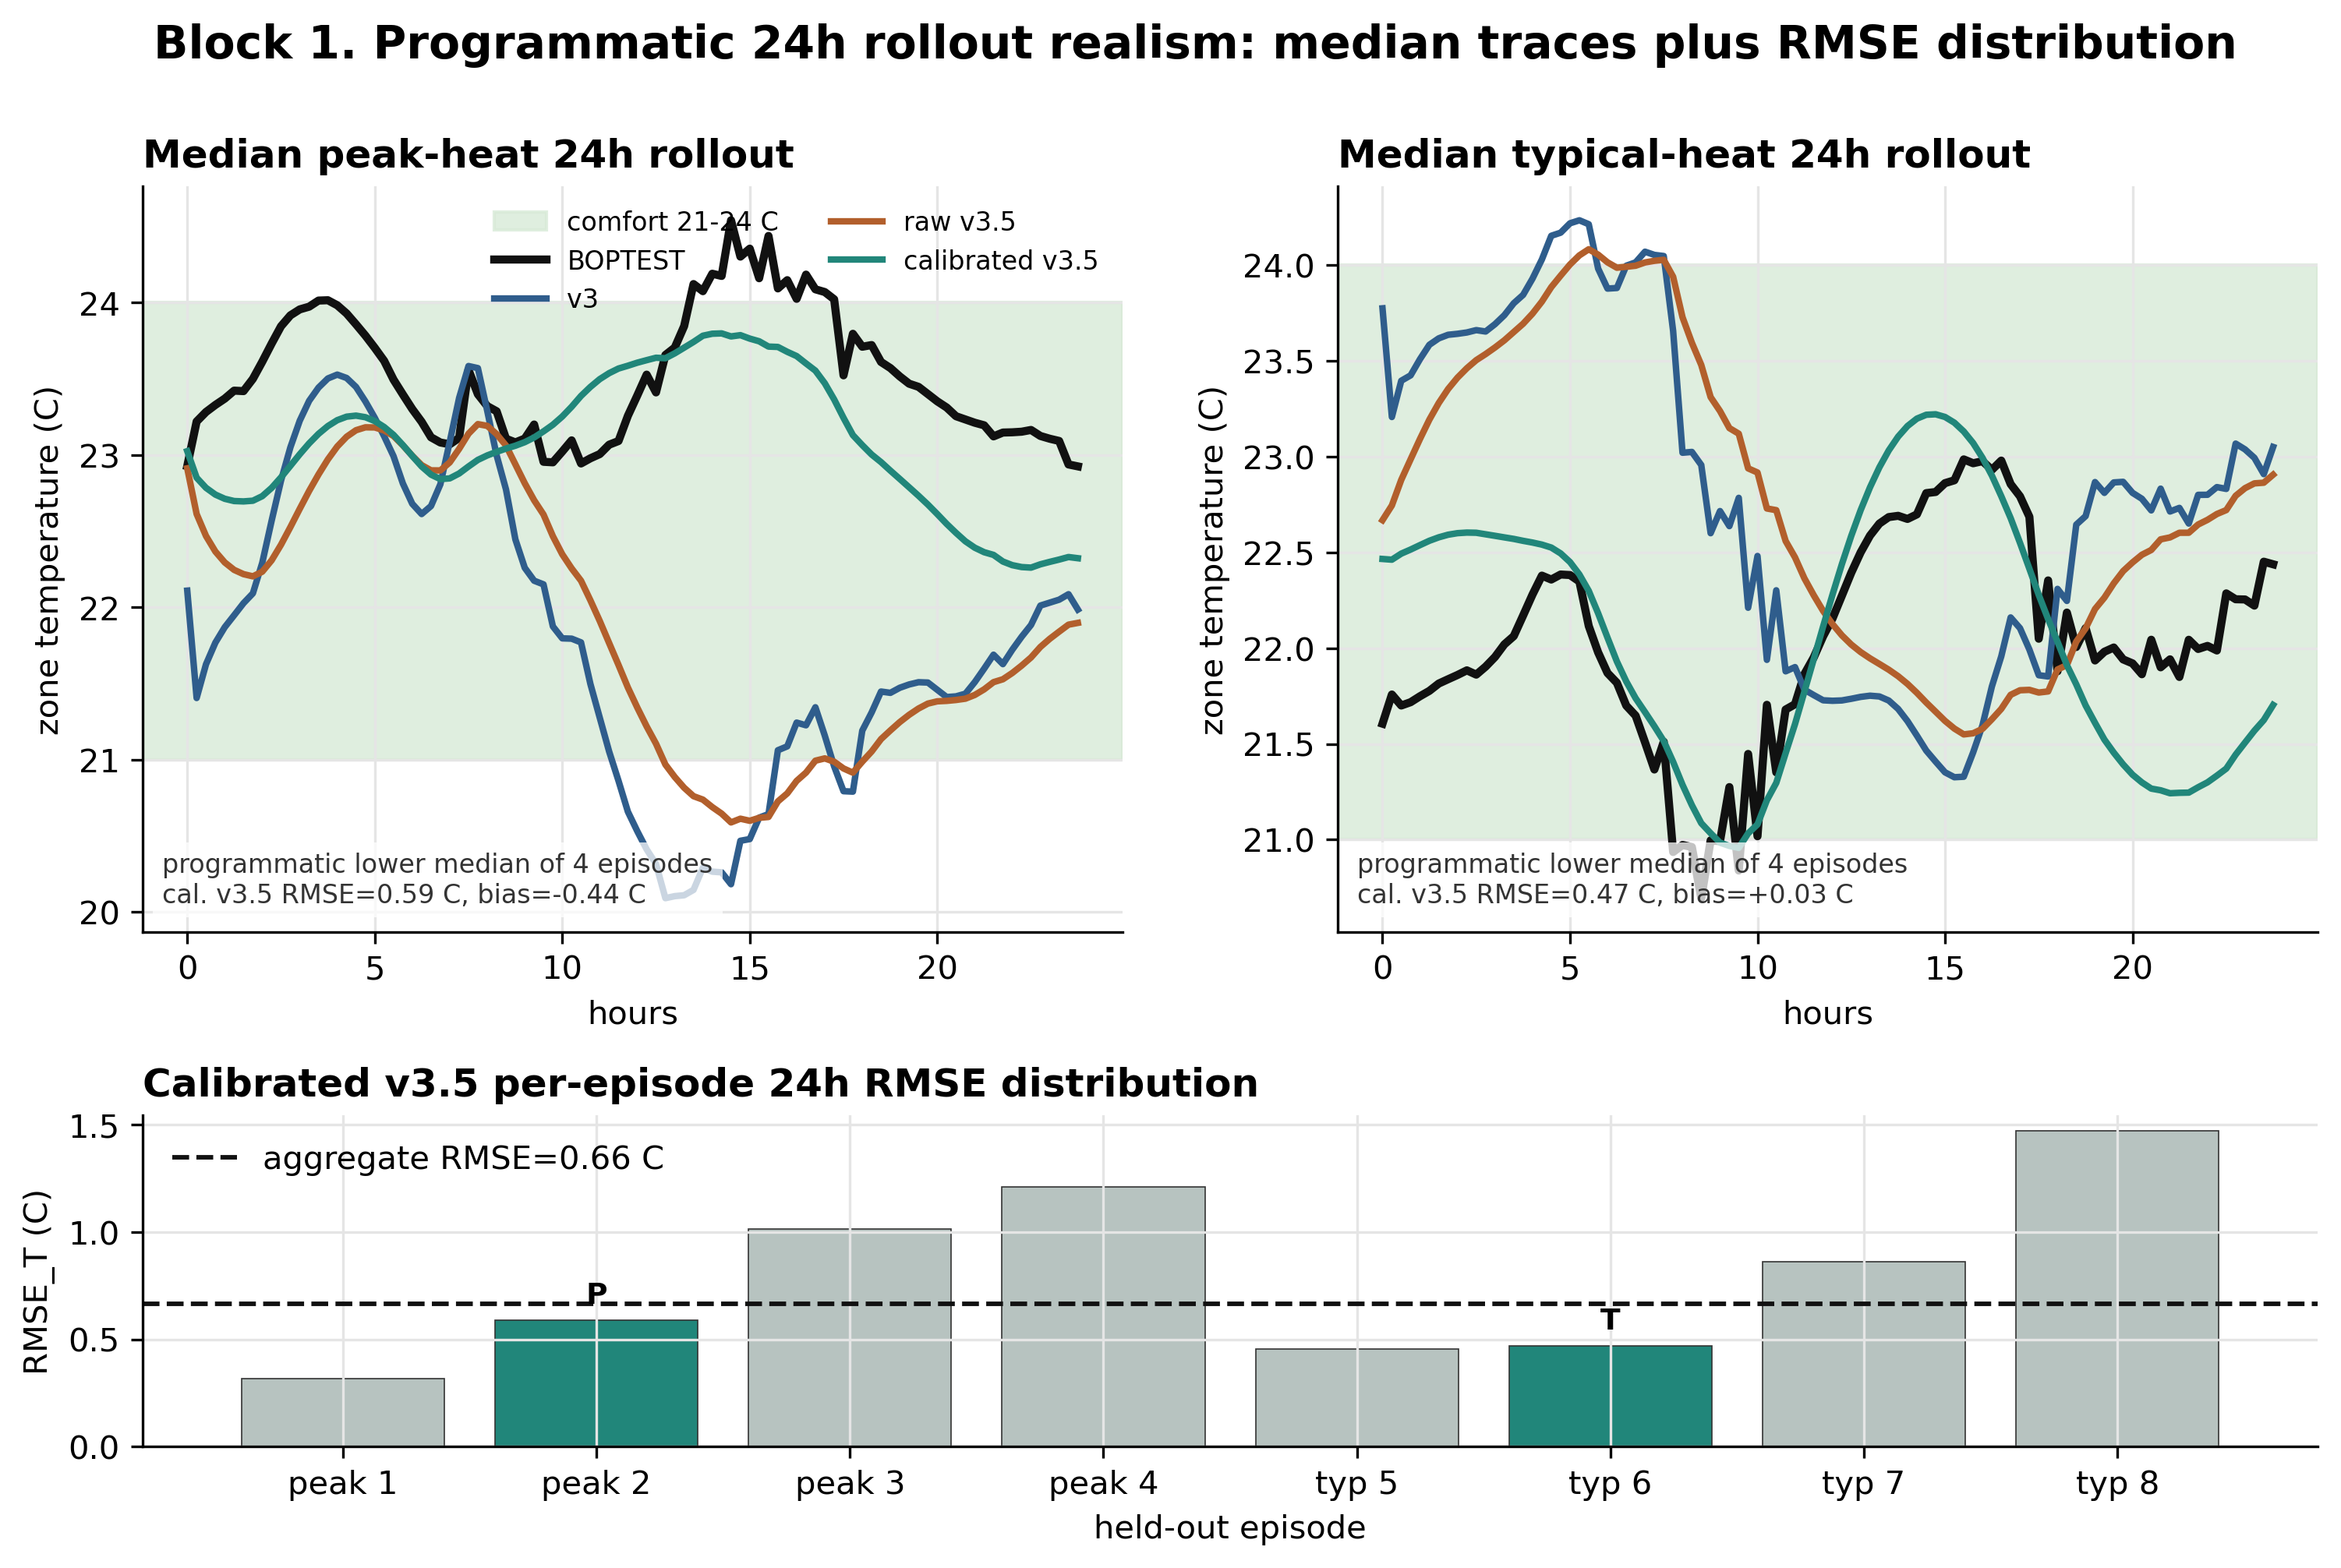 Block 1. Programmatic 24h rollout realism: median traces plus RMSE distribution
Median peak-heat 24h rollout
comfort 21-24 C
BOPTEST
v3
raw v3.5
calibrated v3.5
zone temperature (C)
24
23
22
21
20
programmatic lower median of 4 episodes
cal. v3.5 RMSE=0.59 C, bias=-0.44 C
0 5 10 15 20
hours
Median typical-heat 24h rollout
zone temperature (C)
24.0
23.5
23.0
22.5
22.0
21.5
21.0
programmatic lower median of 4 episodes
cal. v3.5 RMSE=0.47 C, bias=+0.03 C
0 5 10 15 20
hours
Calibrated v3.5 per-episode 24h RMSE distribution
RMSE_T (C)
1.5
1.0
0.5
0.0
aggregate RMSE=0.66 C
P
T
peak 1 peak 2 peak 3 peak 4 typ 5 typ 6 typ 7 typ 8
held-out episode